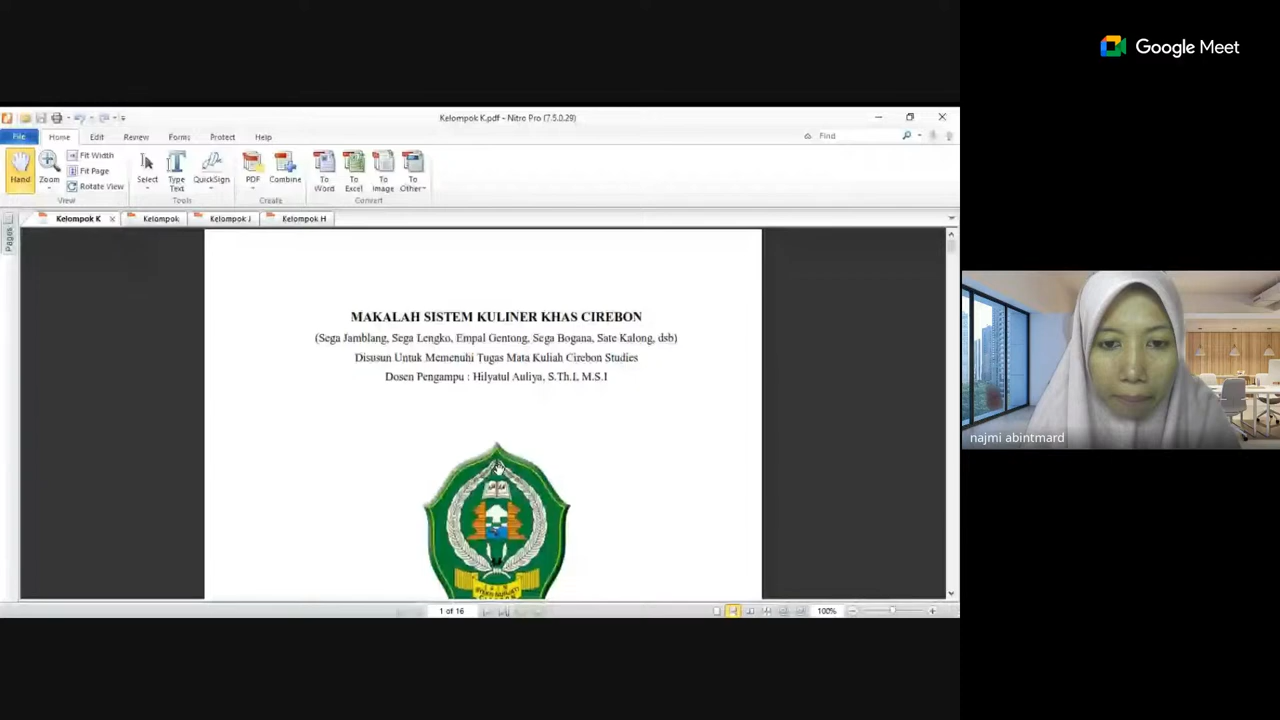 Google Meet
Kelompok K.pdf - Nitro Pro (7.5.0.29)
File Home Edit Review Forms Protect Help
Find
Hand
Zoom
Fit Width
Fit Page
Rotate View
View
Select
Type Text
QuickSign
Tools
PDF
Combine
Create
To Word
To Excel
To Image
To Other
Convert
Kelompok K
Kelompok
Kelompok J
Kelompok H
Pages
MAKALAH SISTEM KULINER KHAS CIREBON
(Sega Jamblang, Sega Lengko, Empal Gentong, Sega Bogana, Sate Kalong, dsb)
Disusun Untuk Memenuhi Tugas Mata Kuliah Cirebon Studies
Dosen Pengampu : Hilyatul Auliya, S.Th.I, M.S.I
najmi abintmard
1 of 16
100%